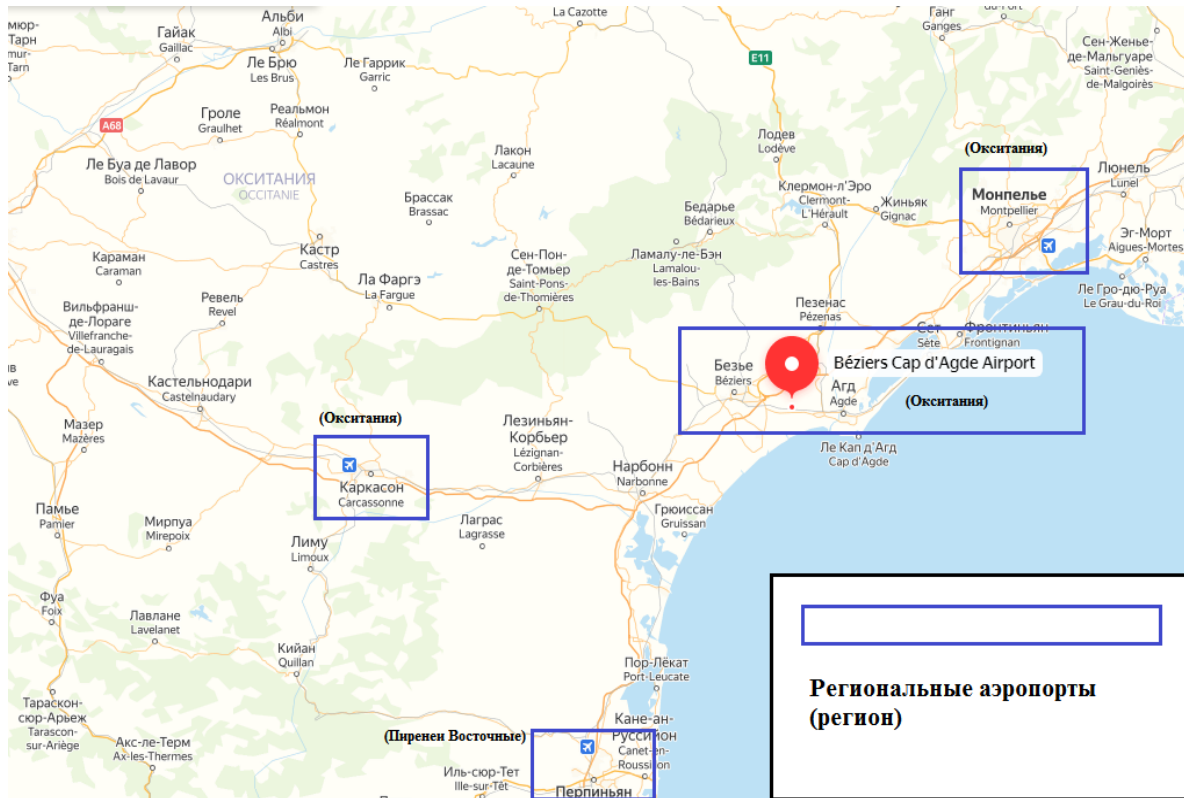 La Cazotte
Альби
Albi
Гайак
Gaillac
мюр-
Тарн
mur-
Tarn
Ле Брю
Les Brus
Ле Гаррик
Garric
Ганг
Ganges
du-Fort
Сен-Женье-
де-Мальгуаре
Saint-Geniès-
de-Malgoirès
E11
A68
Гроле
Graulhet
Реальмон
Réalmont
Лодев
Lodève
Лакон
Lacaune
(Окситания)
Ле Буа де Лавор
Bois de Lavaur
ОКСИТАНИЯ
OCCITANIE
Брассак
Brassac
Клермон-л'Эро
Clermont-
L'Hérault
Жиньяк
Gignac
Монпелье
Montpellier
Люнель
Lunel
Бедарье
Bédarieux
Эг-Морт
Aigues-Mortes
Караман
Caraman
Кастр
Castres
Ла Фаргэ
La Fargue
Сен-Пон-
де-Томьер
Saint-Pons-
de-Thomières
Ламалу-ле-Бэн
Lamalou-
les-Bains
Ле Гро-дю-Руа
Le Grau-du-Roi
Вильфранш-
де-Лораге
Villefranche-
de-Lauragais
Ревель
Revel
Пезенас
Pézenas
Сет
Sète
Фронтиньян
Frontignan
в
ve
Безье
Béziers
Béziers Cap d'Agde Airport
Агд
Agde
(Окситания)
Кастельнодари
Castelnaudary
(Окситания)
Мазер
Mazères
Лезиньян-
Корбьер
Lézignan-
Corbières
Ле Кап д'Агд
Cap d'Agde
Каркасон
Carcassonne
Нарбонн
Narbonne
Памье
Pamier
Мирпуа
Mirepoix
Лаграс
Lagrasse
Грюиссан
Gruissan
Лиму
Limoux
Фуа
Foix
Лавлане
Lavelanet
Кийан
Quillan
Пор-Лёкат
Port-Leucate
Региональные аэропорты
(регион)
Тараскон-
сюр-Арьеж
Tarascon-
sur-Ariège
Акс-ле-Терм
Ax-les-Thermes
(Пиренеи Восточные)
Кане-ан-
Руссийон
Canet-en-
Roussillon
Иль-сюр-Тет
Ille-sur-Têt
Перпиньян